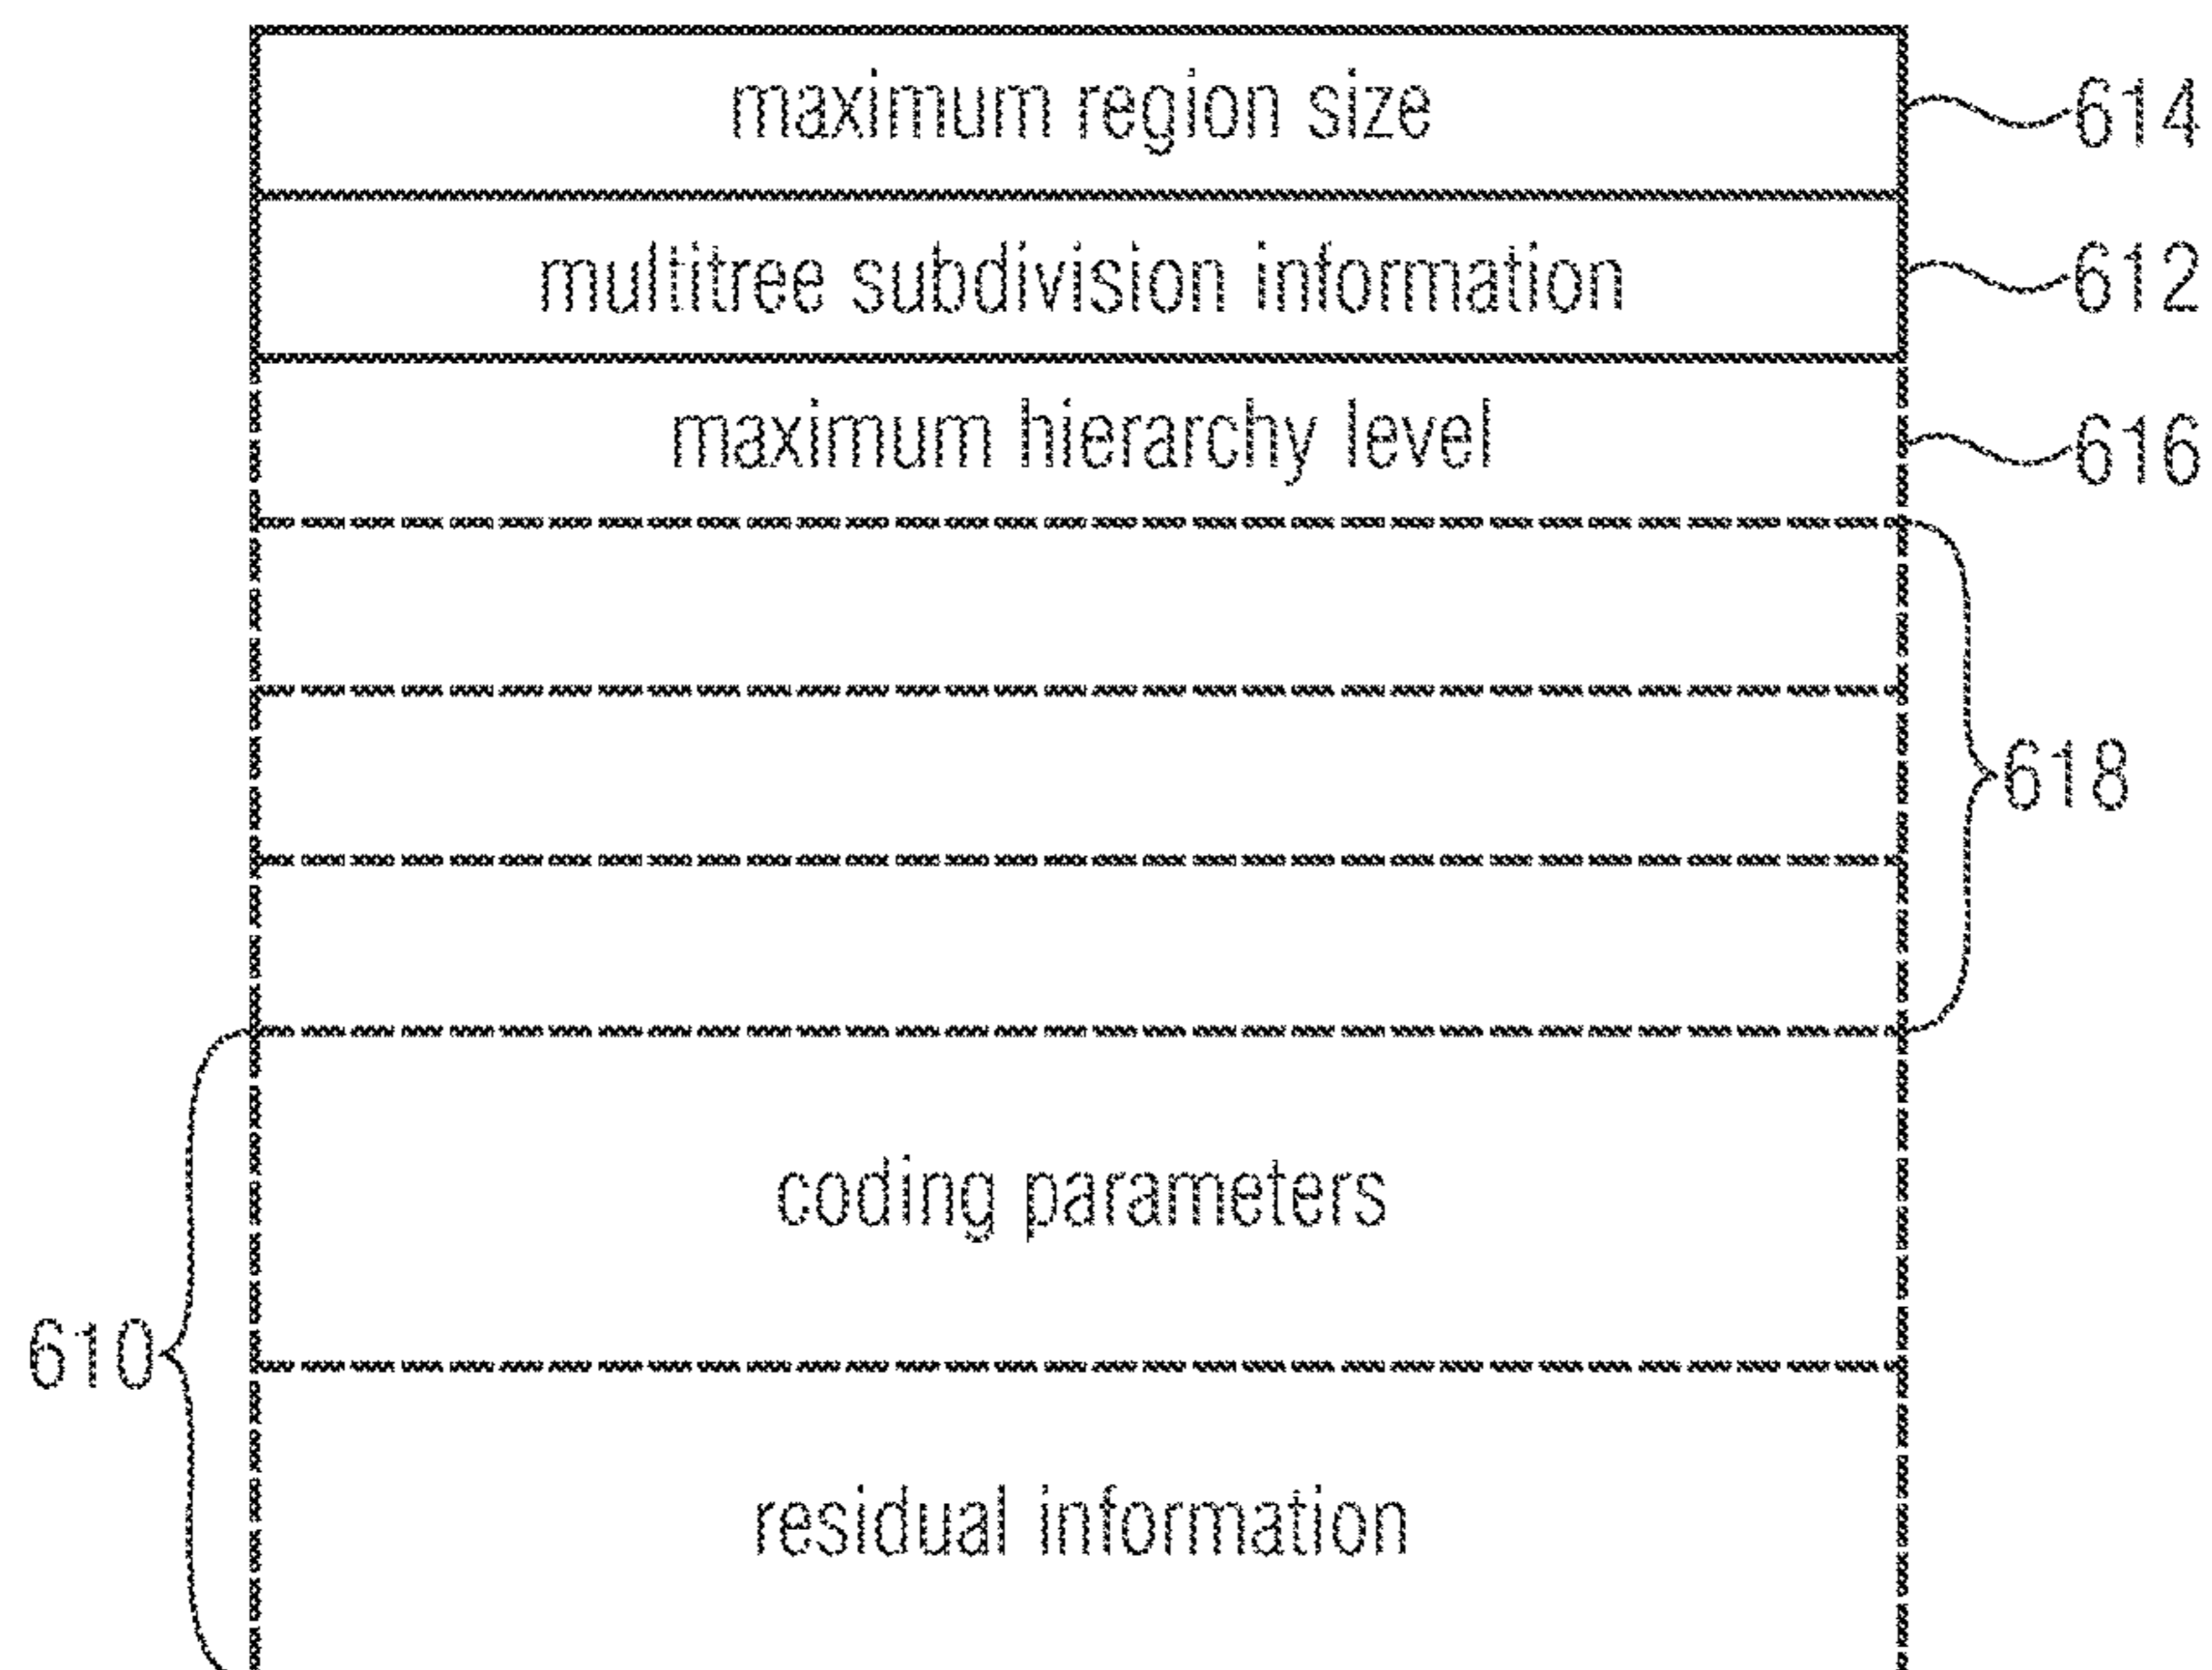 maximum region size 614
multitree subdivision information 612
maximum hierarchy level 616
618
coding parameters
610
residual information